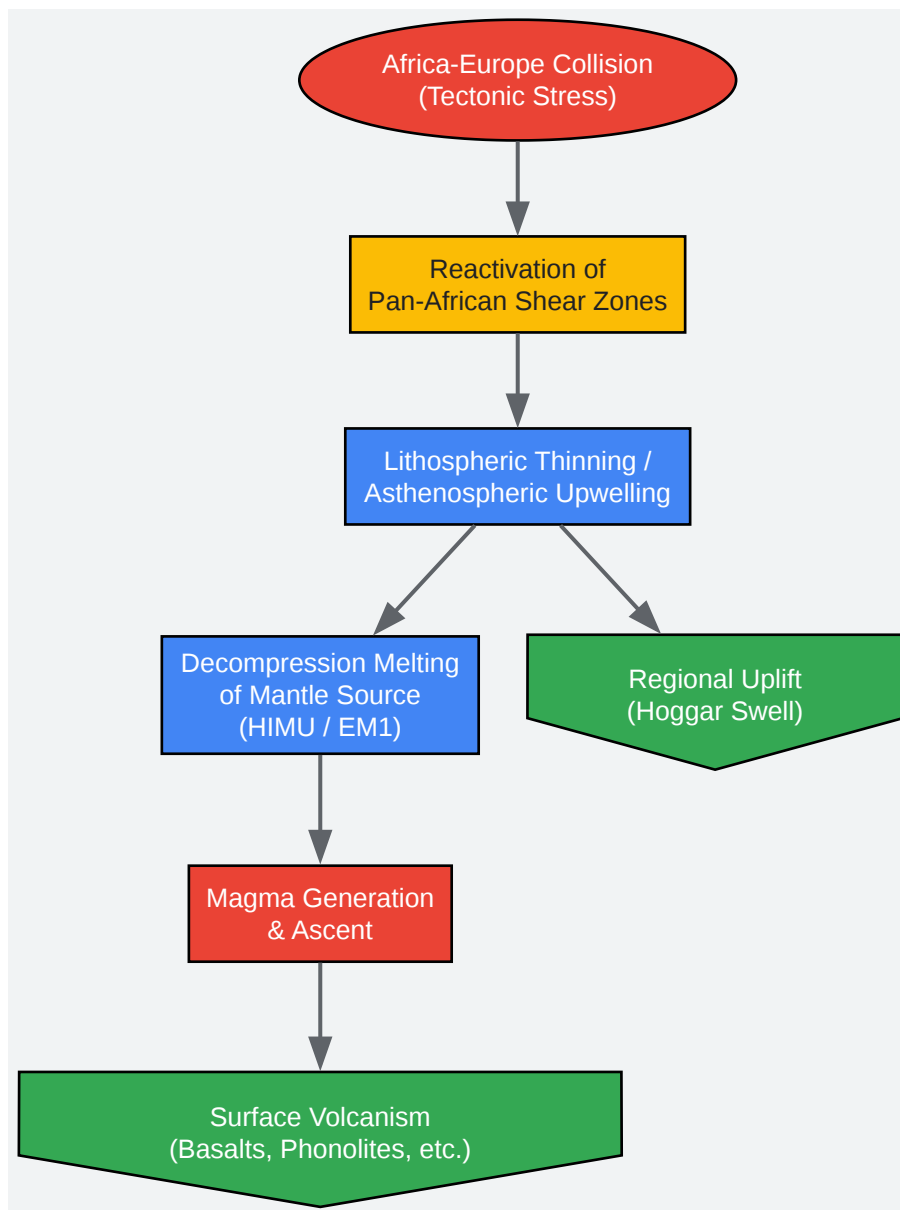 Africa-Europe Collision
(Tectonic Stress)
Reactivation of
Pan-African Shear Zones
Lithospheric Thinning /
Asthenospheric Upwelling
Decompression Melting
of Mantle Source
(HIMU / EM1)
Regional Uplift
(Hoggar Swell)
Magma Generation
& Ascent
Surface Volcanism
(Basalts, Phonolites, etc.)